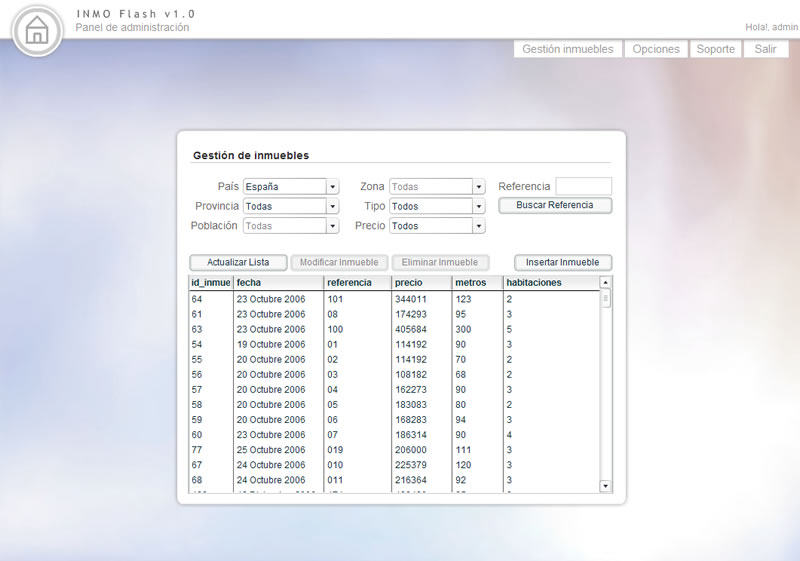 INMO Flash v1.0
Panel de administración
Hola!, admin
Gestión inmuebles Opciones Soporte Salir
Gestión de inmuebles
País España Zona Todas Referencia
Provincia Todas Tipo Todos Buscar Referencia
Población Todas Precio Todos
Actualizar Lista Modificar Inmueble Eliminar Inmueble Insertar Inmueble
id_inmue fecha referencia precio metros habitaciones
64 23 Octubre 2006 101 344011 123 2
61 23 Octubre 2006 08 174293 95 3
63 23 Octubre 2006 100 405684 300 5
54 19 Octubre 2006 01 114192 90 3
55 20 Octubre 2006 02 114192 70 2
56 20 Octubre 2006 03 108182 68 2
57 20 Octubre 2006 04 162273 90 3
58 20 Octubre 2006 05 183083 80 2
59 20 Octubre 2006 06 168283 94 3
60 23 Octubre 2006 07 186314 90 4
77 25 Octubre 2006 019 206000 111 3
67 24 Octubre 2006 010 225379 120 3
68 24 Octubre 2006 011 216364 92 3